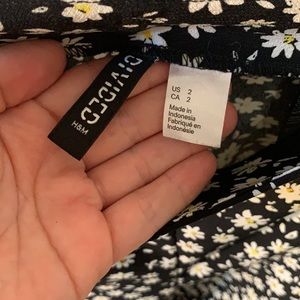 DIVIDED
H&M
US 2
CA 2
Made in
Indonesia
Fabriqué en
Indonésie